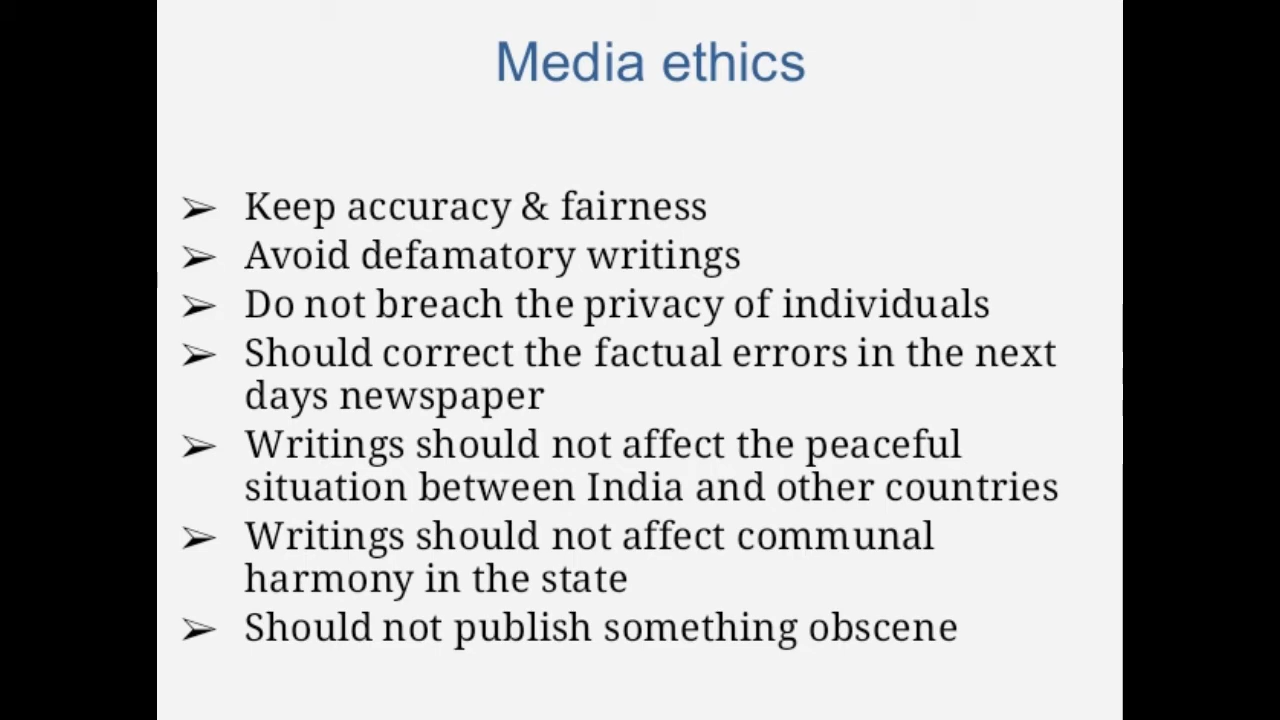 Media ethics
➢ Keep accuracy & fairness
➢ Avoid defamatory writings
➢ Do not breach the privacy of individuals
➢ Should correct the factual errors in the next
days newspaper
➢ Writings should not affect the peaceful
situation between India and other countries
➢ Writings should not affect communal
harmony in the state
➢ Should not publish something obscene